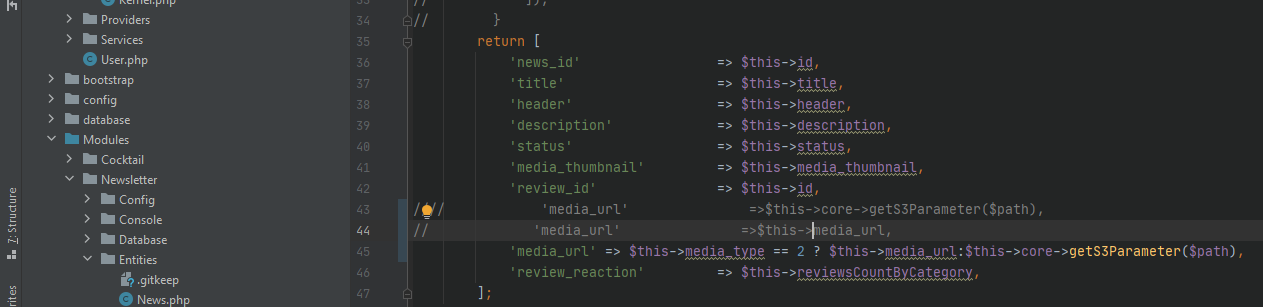 Kernel.php
Providers
Services
User.php
bootstrap
config
database
Modules
Cocktail
Newsletter
Config
Console
Database
Entities
.gitkeep
News.php
7: Structure
rites
33 // ]);
34 // }
35 return [
36 'news_id' => $this->id,
37 'title' => $this->title,
38 'header' => $this->header,
39 'description' => $this->description,
40 'status' => $this->status,
41 'media_thumbnail' => $this->media_thumbnail,
42 'review_id' => $this->id,
43 // // 'media_url' =>$this->core->getS3Parameter($path),
44 // 'media_url' =>$this->media_url,
45 'media_url' => $this->media_type == 2 ? $this->media_url:$this->core->getS3Parameter($path),
46 'review_reaction' => $this->reviewsCountByCategory,
47 ];